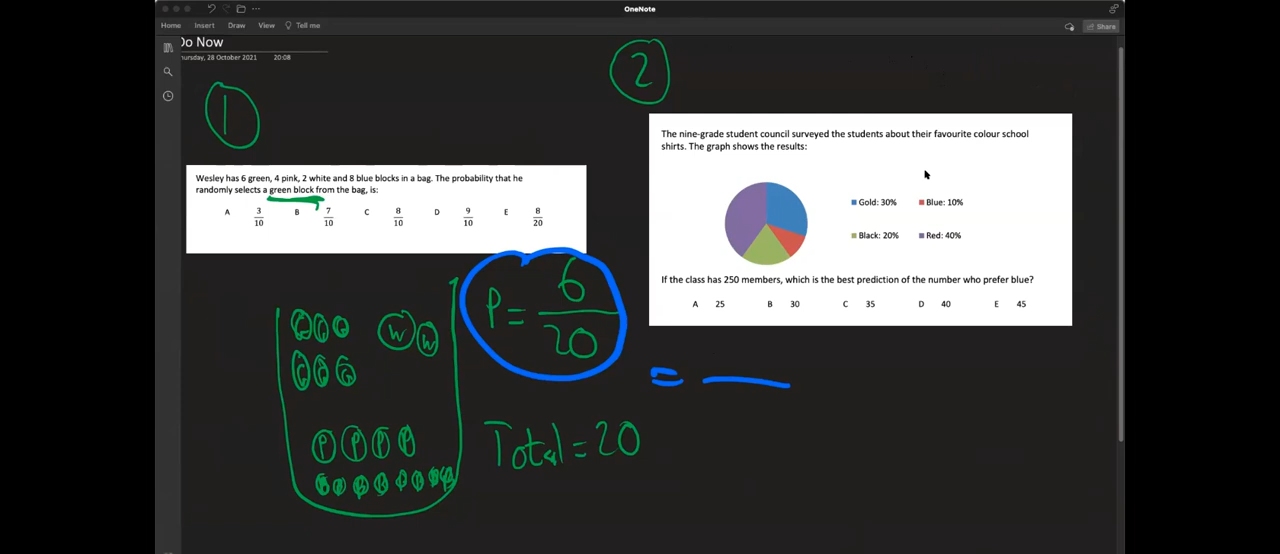 OneNote
Home Insert Draw View Tell me
Share
Do Now
hursday, 28 October 2021 20:08
1
2
Wesley has 6 green, 4 pink, 2 white and 8 blue blocks in a bag. The probability that he
randomly selects a green block from the bag, is:
A 3/10 B 7/10 C 8/10 D 9/10 E 8/20
The nine-grade student council surveyed the students about their favourite colour school
shirts. The graph shows the results:
Gold: 30% Blue: 10%
Black: 20% Red: 40%
If the class has 250 members, which is the best prediction of the number who prefer blue?
A 25 B 30 C 35 D 40 E 45
P = 6/20
=
W W
G
P P P P
Total = 20